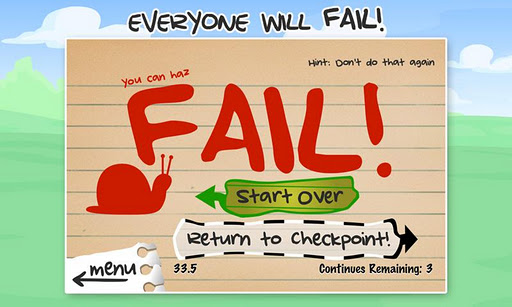 EVERYONE WILL FAIL!
you can haz
Hint: Don't do that again
FAIL!
Start Over
Return to Checkpoint!
menu
33.5
Continues Remaining: 3